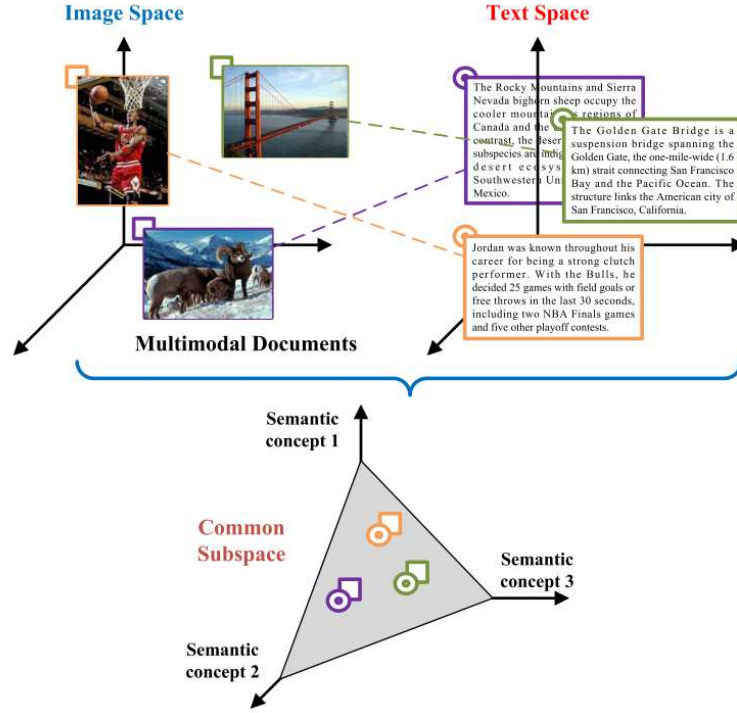 Image Space
Text Space
The Rocky Mountains and Sierra
Nevada bighorn sheep occupy the
cooler regions of
Canada and the
contrast, the
subspecies are
desert
Southwestern
Mexico.
The Golden Gate Bridge is a
suspension bridge spanning the
Golden Gate, the one-mile-wide (1.6
km) strait connecting San Francisco
Bay and the Pacific Ocean. The
structure links the American city of
San Francisco, California.
Jordan was known throughout his
career for being a strong clutch
performer. With the Bulls, he
decided 25 games with field goals or
free throws in the last 30 seconds,
including two NBA Finals games
and five other playoff contests.
Multimodal Documents
Semantic
concept 1
Common
Subspace
Semantic
concept 3
Semantic
concept 2